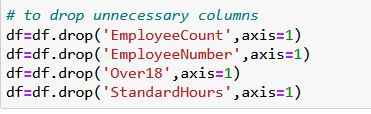 # to drop unnecessary columns
df=df.drop('EmployeeCount',axis=1)
df=df.drop('EmployeeNumber',axis=1)
df=df.drop('Over18',axis=1)
df=df.drop('StandardHours',axis=1)